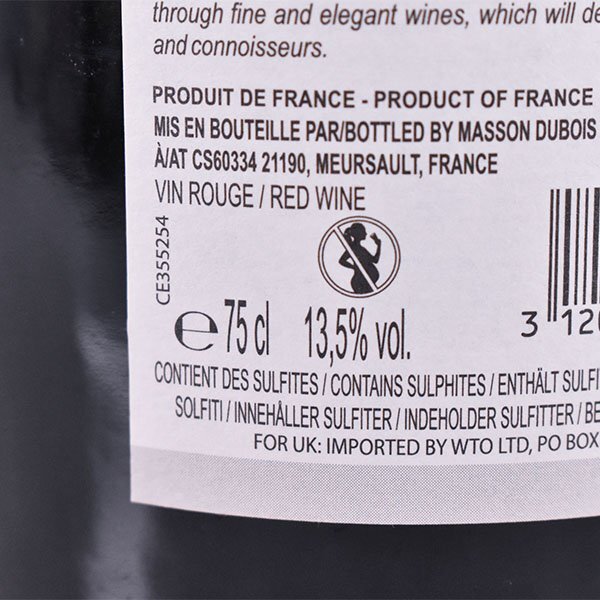 through fine and elegant wines, which will
and connoisseurs.
PRODUIT DE FRANCE - PRODUCT OF FRANCE
MIS EN BOUTEILLE PAR/BOTTLED BY MASSON DUBOIS
À/AT CS60334 21190, MEURSAULT, FRANCE
VIN ROUGE / RED WINE
CE355254
℮ 75 cl 13,5% vol.
3 120
CONTIENT DES SULFITES / CONTAINS SULPHITES / ENTHÄLT SULFI
SOLFITI / INNEHÅLLER SULFITER / INDEHOLDER SULFITTER / BE
FOR UK: IMPORTED BY WTO LTD, PO BOX